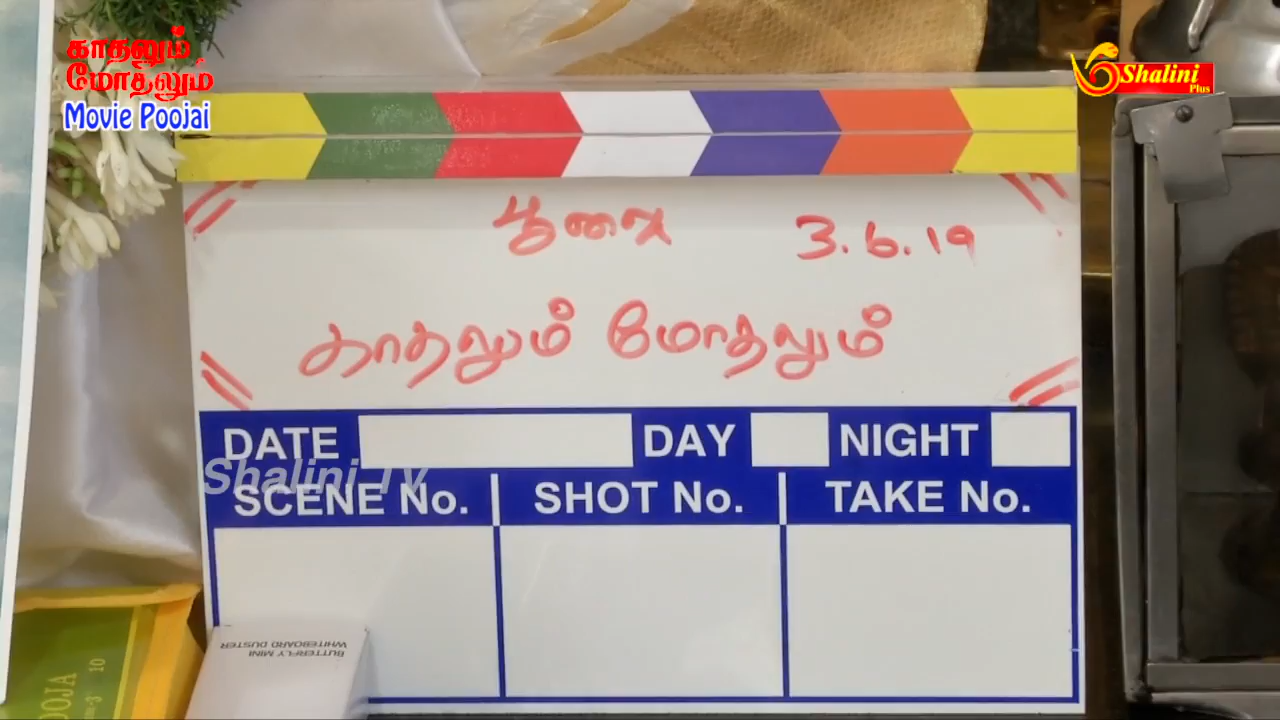 காதலும்
மோதலும்
Movie Poojai
Shalini
Plus
பூஜை 3.6.19
காதலும் மோதலும்
DATE DAY NIGHT
Shalini TV
SCENE No. SHOT No. TAKE No.
BUTTERFLY MINI
WHITEBOARD DUSTER
10